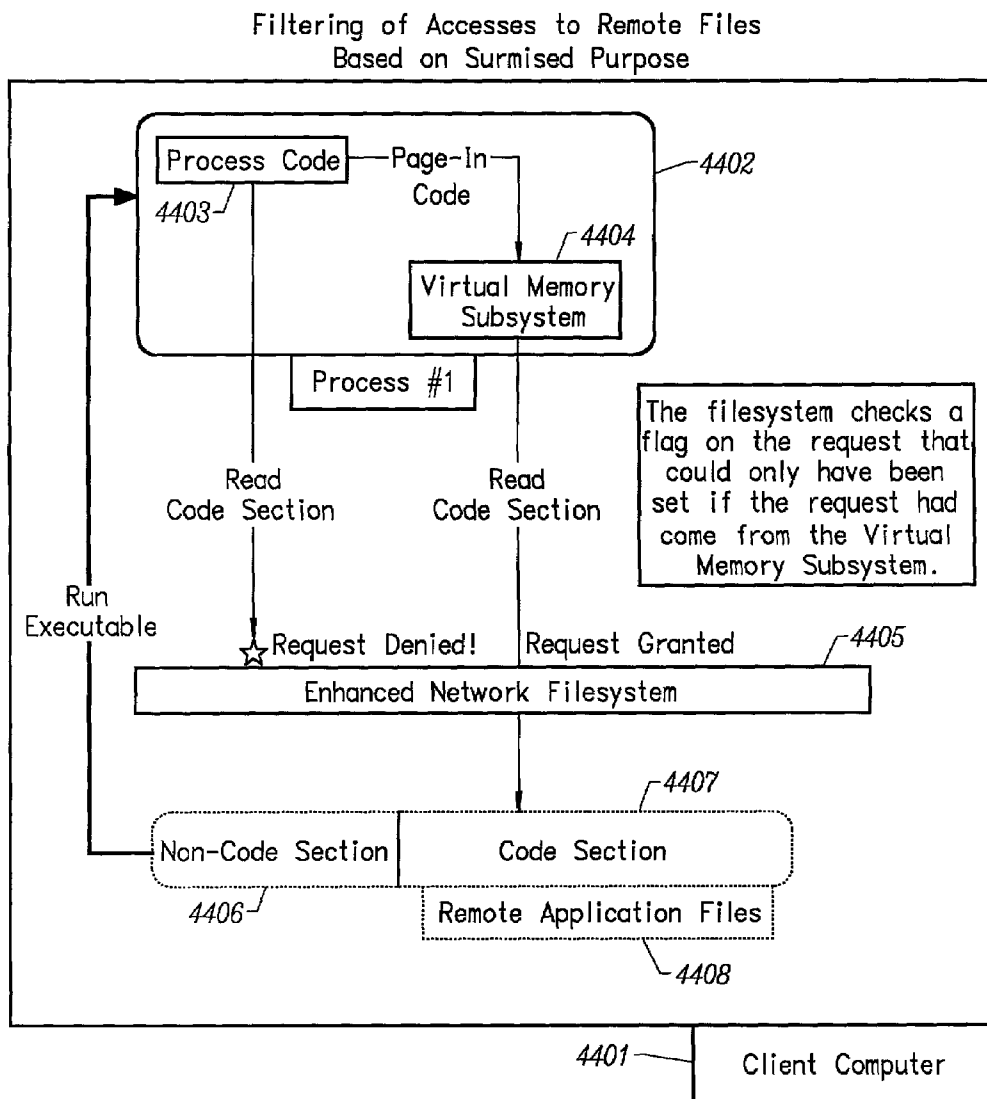 Filtering of Accesses to Remote Files
Based on Surmised Purpose
Process Code
Page-In
Code
4402
4403
4404
Virtual Memory
Subsystem
Process #1
The filesystem checks a
flag on the request that
could only have been
set if the request had
come from the Virtual
Memory Subsystem.
Read
Code Section
Read
Code Section
Run
Executable
Request Denied!
Request Granted
4405
Enhanced Network Filesystem
4407
Non-Code Section
Code Section
4406
Remote Application Files
4408
4401
Client Computer